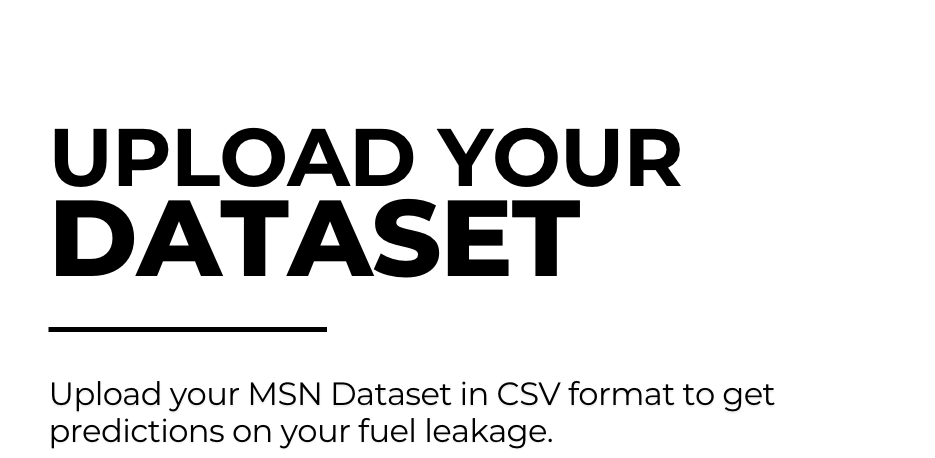 UPLOAD YOUR
DATASET
Upload your MSN Dataset in CSV format to get
predictions on your fuel leakage.